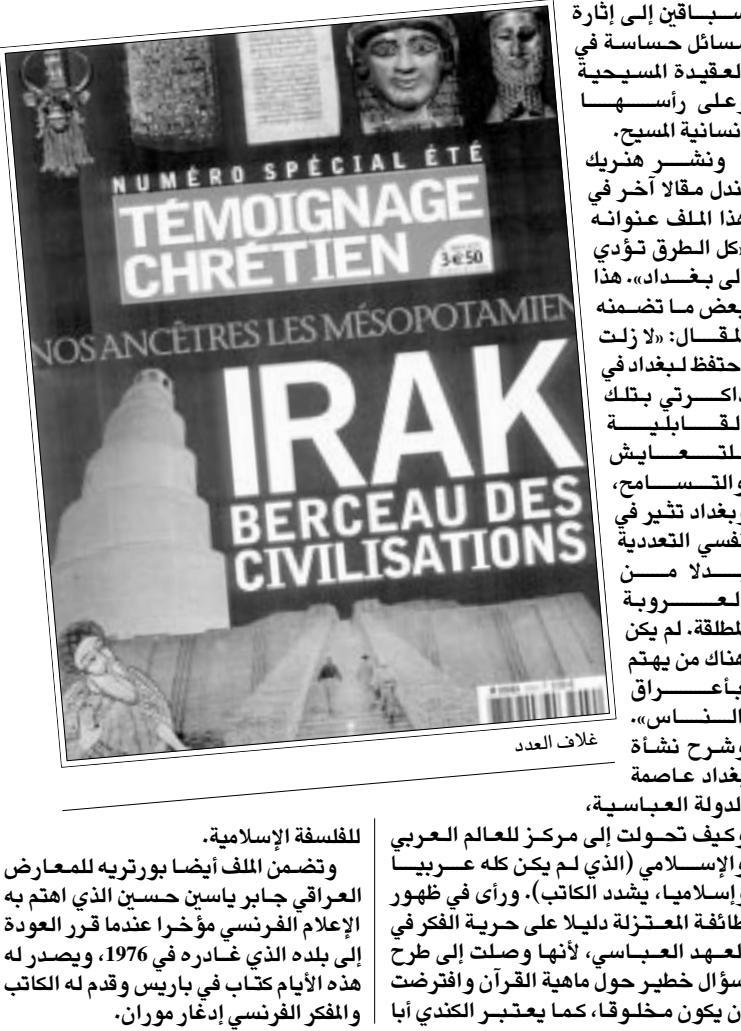 سباقين إلى إثارة
مسائل حساسة في
العقيدة المسيحية
وعلى رأسها
إنسانية المسيح.
ونشر هنريك
ندل مقالا آخر في
هذا الملف عنوانه
«كل الطرق تؤدي
إلى بغداد». هذا
بعض ما تضمنه
المقال: «لا زلت
أحتفظ لبغداد في
ذاكرتي بتلك
القابلية
للتعايش
والتسامح،
وبغداد تثير في
نفسي التعددية
بدلا من
العروبة
المطلقة. لم يكن
هناك من يهتم
بأعراق
الناس».
وشرح نشأة
بغداد عاصمة
الدولة العباسية،
وكيف تحولت إلى مركز للعالم العربي
والإسلامي (الذي لم يكن كله عربيا
وإسلاميا، يشدد الكاتب). ورأى في ظهور
طائفة المعتزلة دليلا على حرية الفكر في
العهد العباسي، لأنها وصلت إلى طرح
سؤال خطير حول ماهية القرآن وافترضت
أن يكون مخلوقا، كما يعتبر الكندي أبا
للفلسفة الإسلامية.
وتضمن الملف أيضا بورتريه للمعارض
العراقي جابر ياسين حسين الذي اهتم به
الإعلام الفرنسي مؤخرا عندما قرر العودة
إلى بلده الذي غادره في 1976، ويصدر له
هذه الأيام كتاب في باريس وقدم له الكاتب
والمفكر الفرنسي إدغار موران.
NUMÉRO SPÉCIAL ÉTÉ
TÉMOIGNAGE
CHRÉTIEN
3€50
NOS ANCÊTRES LES MÉSOPOTAMIEN
IRAK
BERCEAU DES
CIVILISATIONS
غلاف العدد